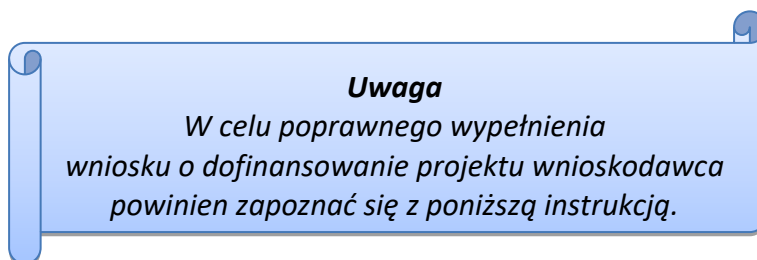 Uwaga
W celu poprawnego wypełnienia
wniosku o dofinansowanie projektu wnioskodawca
powinien zapoznać się z poniższą instrukcją.